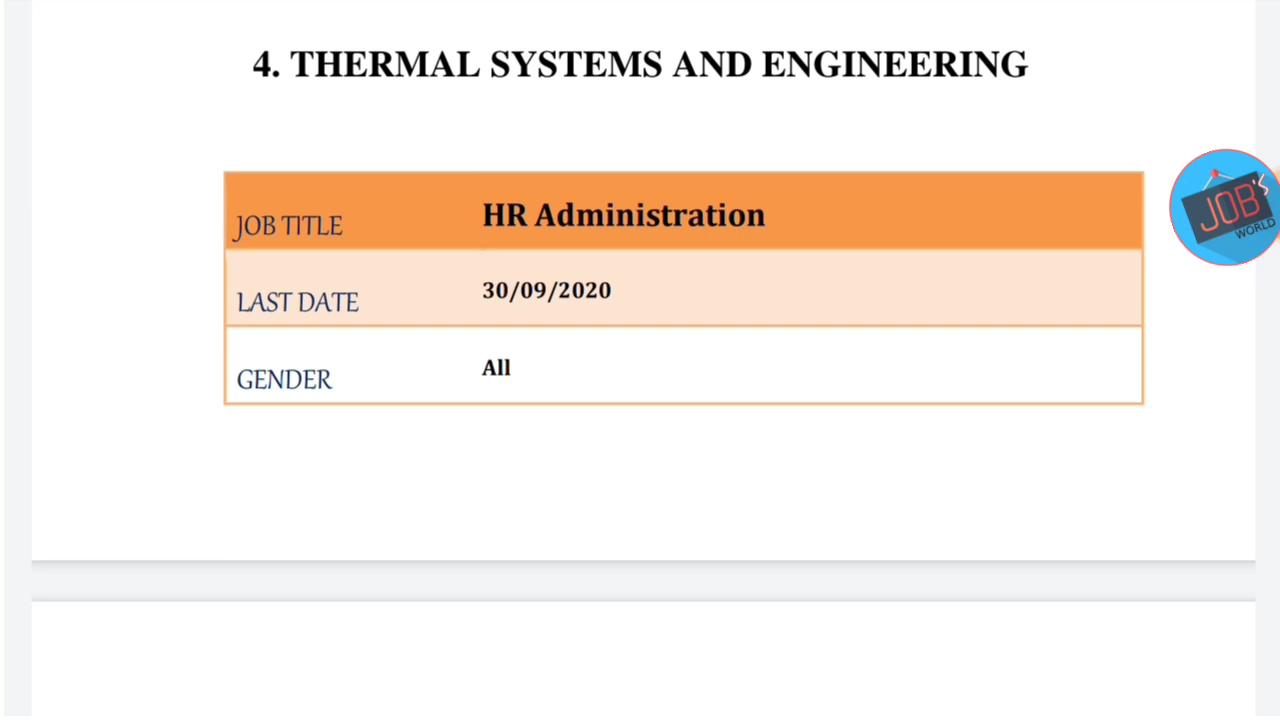 4. THERMAL SYSTEMS AND ENGINEERING
JOB TITLE HR Administration
LAST DATE 30/09/2020
GENDER All
JOB'S
WORLD